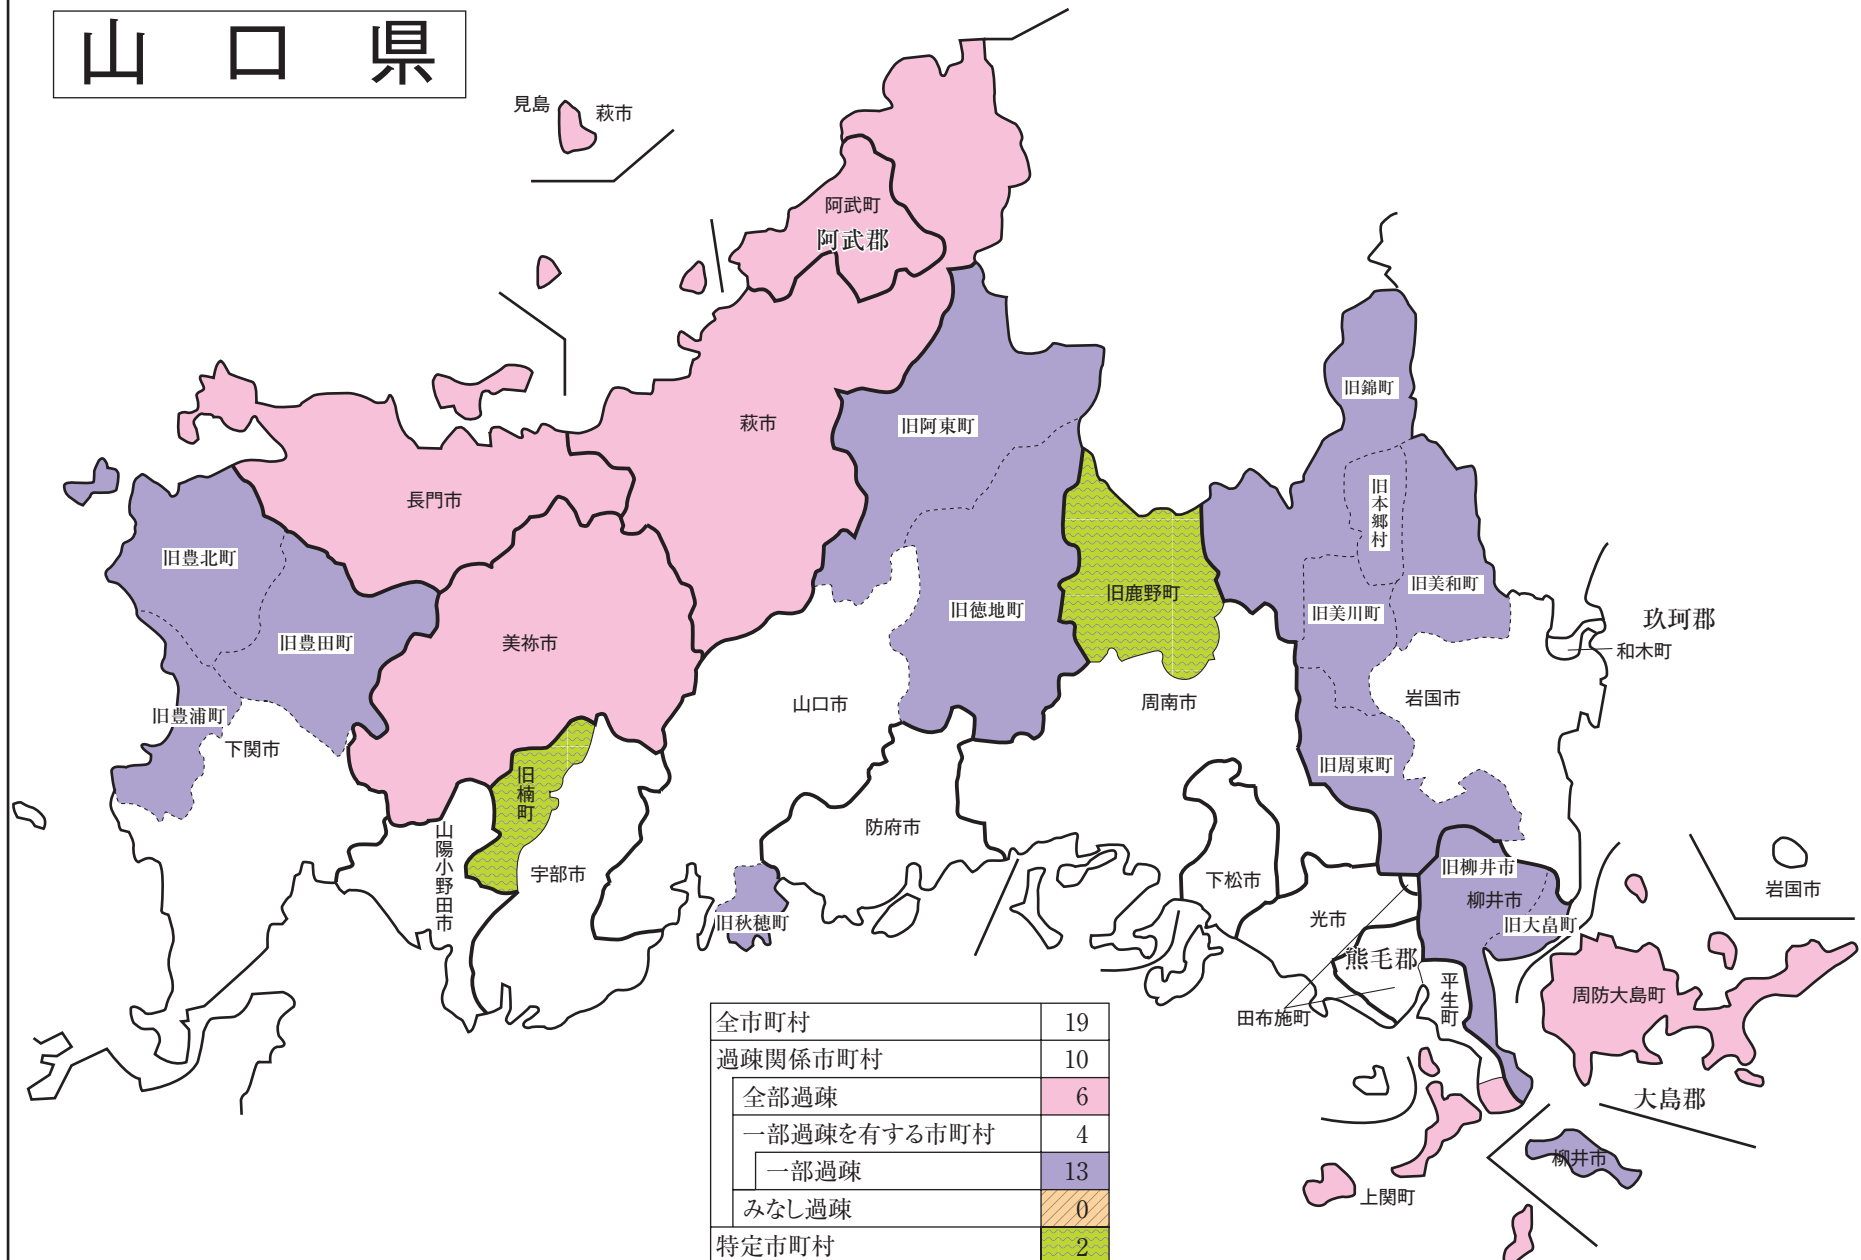 山口県
見島
萩市
阿武町
阿武郡
旧錦町
萩市
旧阿東町
長門市
旧本郷村
旧豊北町
旧美和町
旧鹿野町
旧徳地町
旧美川町
玖珂郡
旧豊田町
美祢市
和木町
山口市
周南市
岩国市
旧豊浦町
下関市
旧周東町
旧楠町
防府市
山陽小野田市
宇部市
旧柳井市
下松市
岩国市
柳井市
光市
旧秋穂町
旧大畠町
熊毛郡
周防大島町
平生町
田布施町
大島郡
柳井市
上関町
全市町村 19
過疎関係市町村 10
全部過疎 6
一部過疎を有する市町村 4
一部過疎 13
みなし過疎 0
特定市町村 2